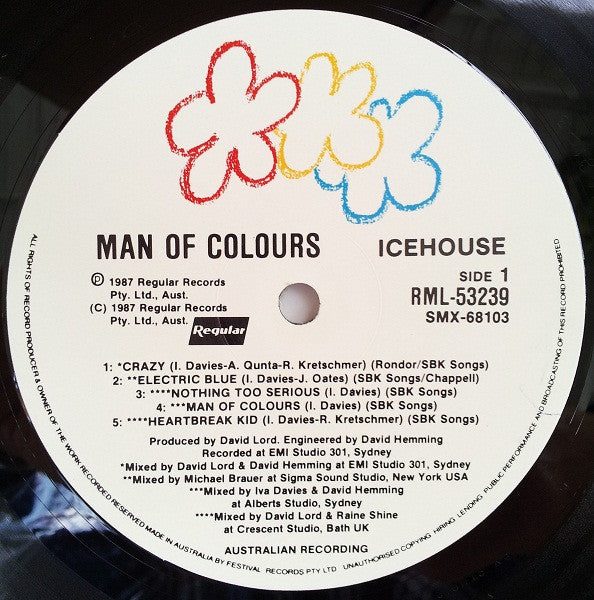 MAN OF COLOURS ICEHOUSE
℗ 1987 Regular Records
Pty. Ltd., Aust.
(C) 1987 Regular Records
Pty. Ltd., Aust.
Regular
SIDE 1
RML-53239
SMX-68103
1: *CRAZY (I. Davies-A. Qunta-R. Kretschmer) (Rondor/SBK Songs)
2: **ELECTRIC BLUE (I. Davies-J. Oates) (SBK Songs/Chappell)
3: ****NOTHING TOO SERIOUS (I. Davies) (SBK Songs)
4: ***MAN OF COLOURS (I. Davies) (SBK Songs)
5: ****HEARTBREAK KID (I. Davies-R. Kretschmer) (SBK Songs)
Produced by David Lord. Engineered by David Hemming
Recorded at EMI Studio 301, Sydney
*Mixed by David Lord & David Hemming at EMI Studio 301, Sydney
**Mixed by Michael Brauer at Sigma Sound Studio, New York USA
***Mixed by Iva Davies & David Hemming
at Alberts Studio, Sydney
****Mixed by David Lord & Raine Shine
at Crescent Studio, Bath UK
AUSTRALIAN RECORDING
ALL RIGHTS OF RECORD PRODUCER & OWNER OF THE WORK RECORDED RESERVED MADE IN AUSTRALIA BY FESTIVAL RECORDS PTY LTD UNAUTHORISED COPYING HIRING LENDING PUBLIC PERFORMANCE AND BROADCASTING OF THIS RECORD PROHIBITED